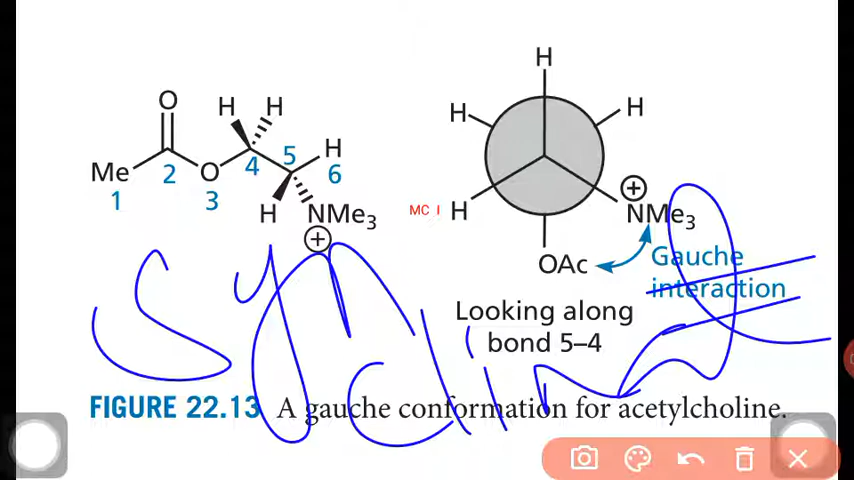 O
H H
H
Me
O
4
5
6
1
2
3
H
NMe3
+
H
H
H
H
MC I
+
NMe3
OAc
Gauche
interaction
Looking along
bond 5–4
Synclinal
FIGURE 22.13 A gauche conformation for acetylcholine.